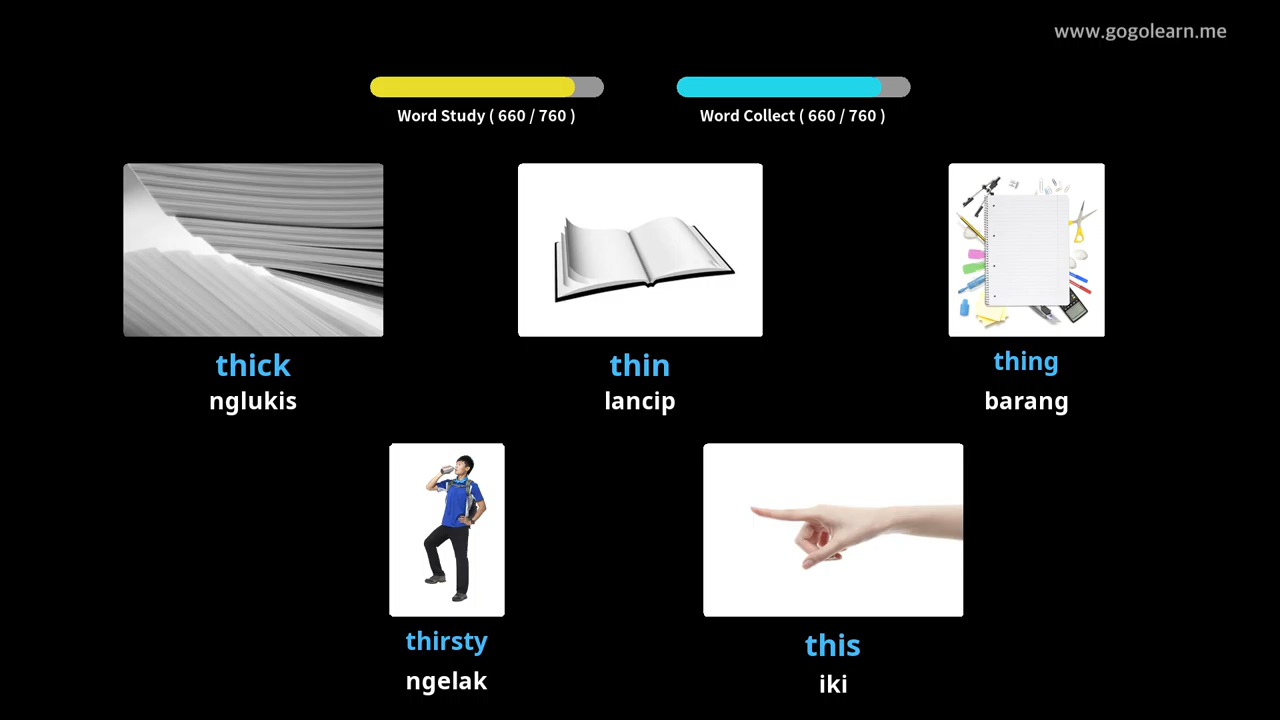 www.gogolearn.me
Word Study ( 660 / 760 )
Word Collect ( 660 / 760 )
thick
nglukis
thin
lancip
thing
barang
thirsty
ngelak
this
iki